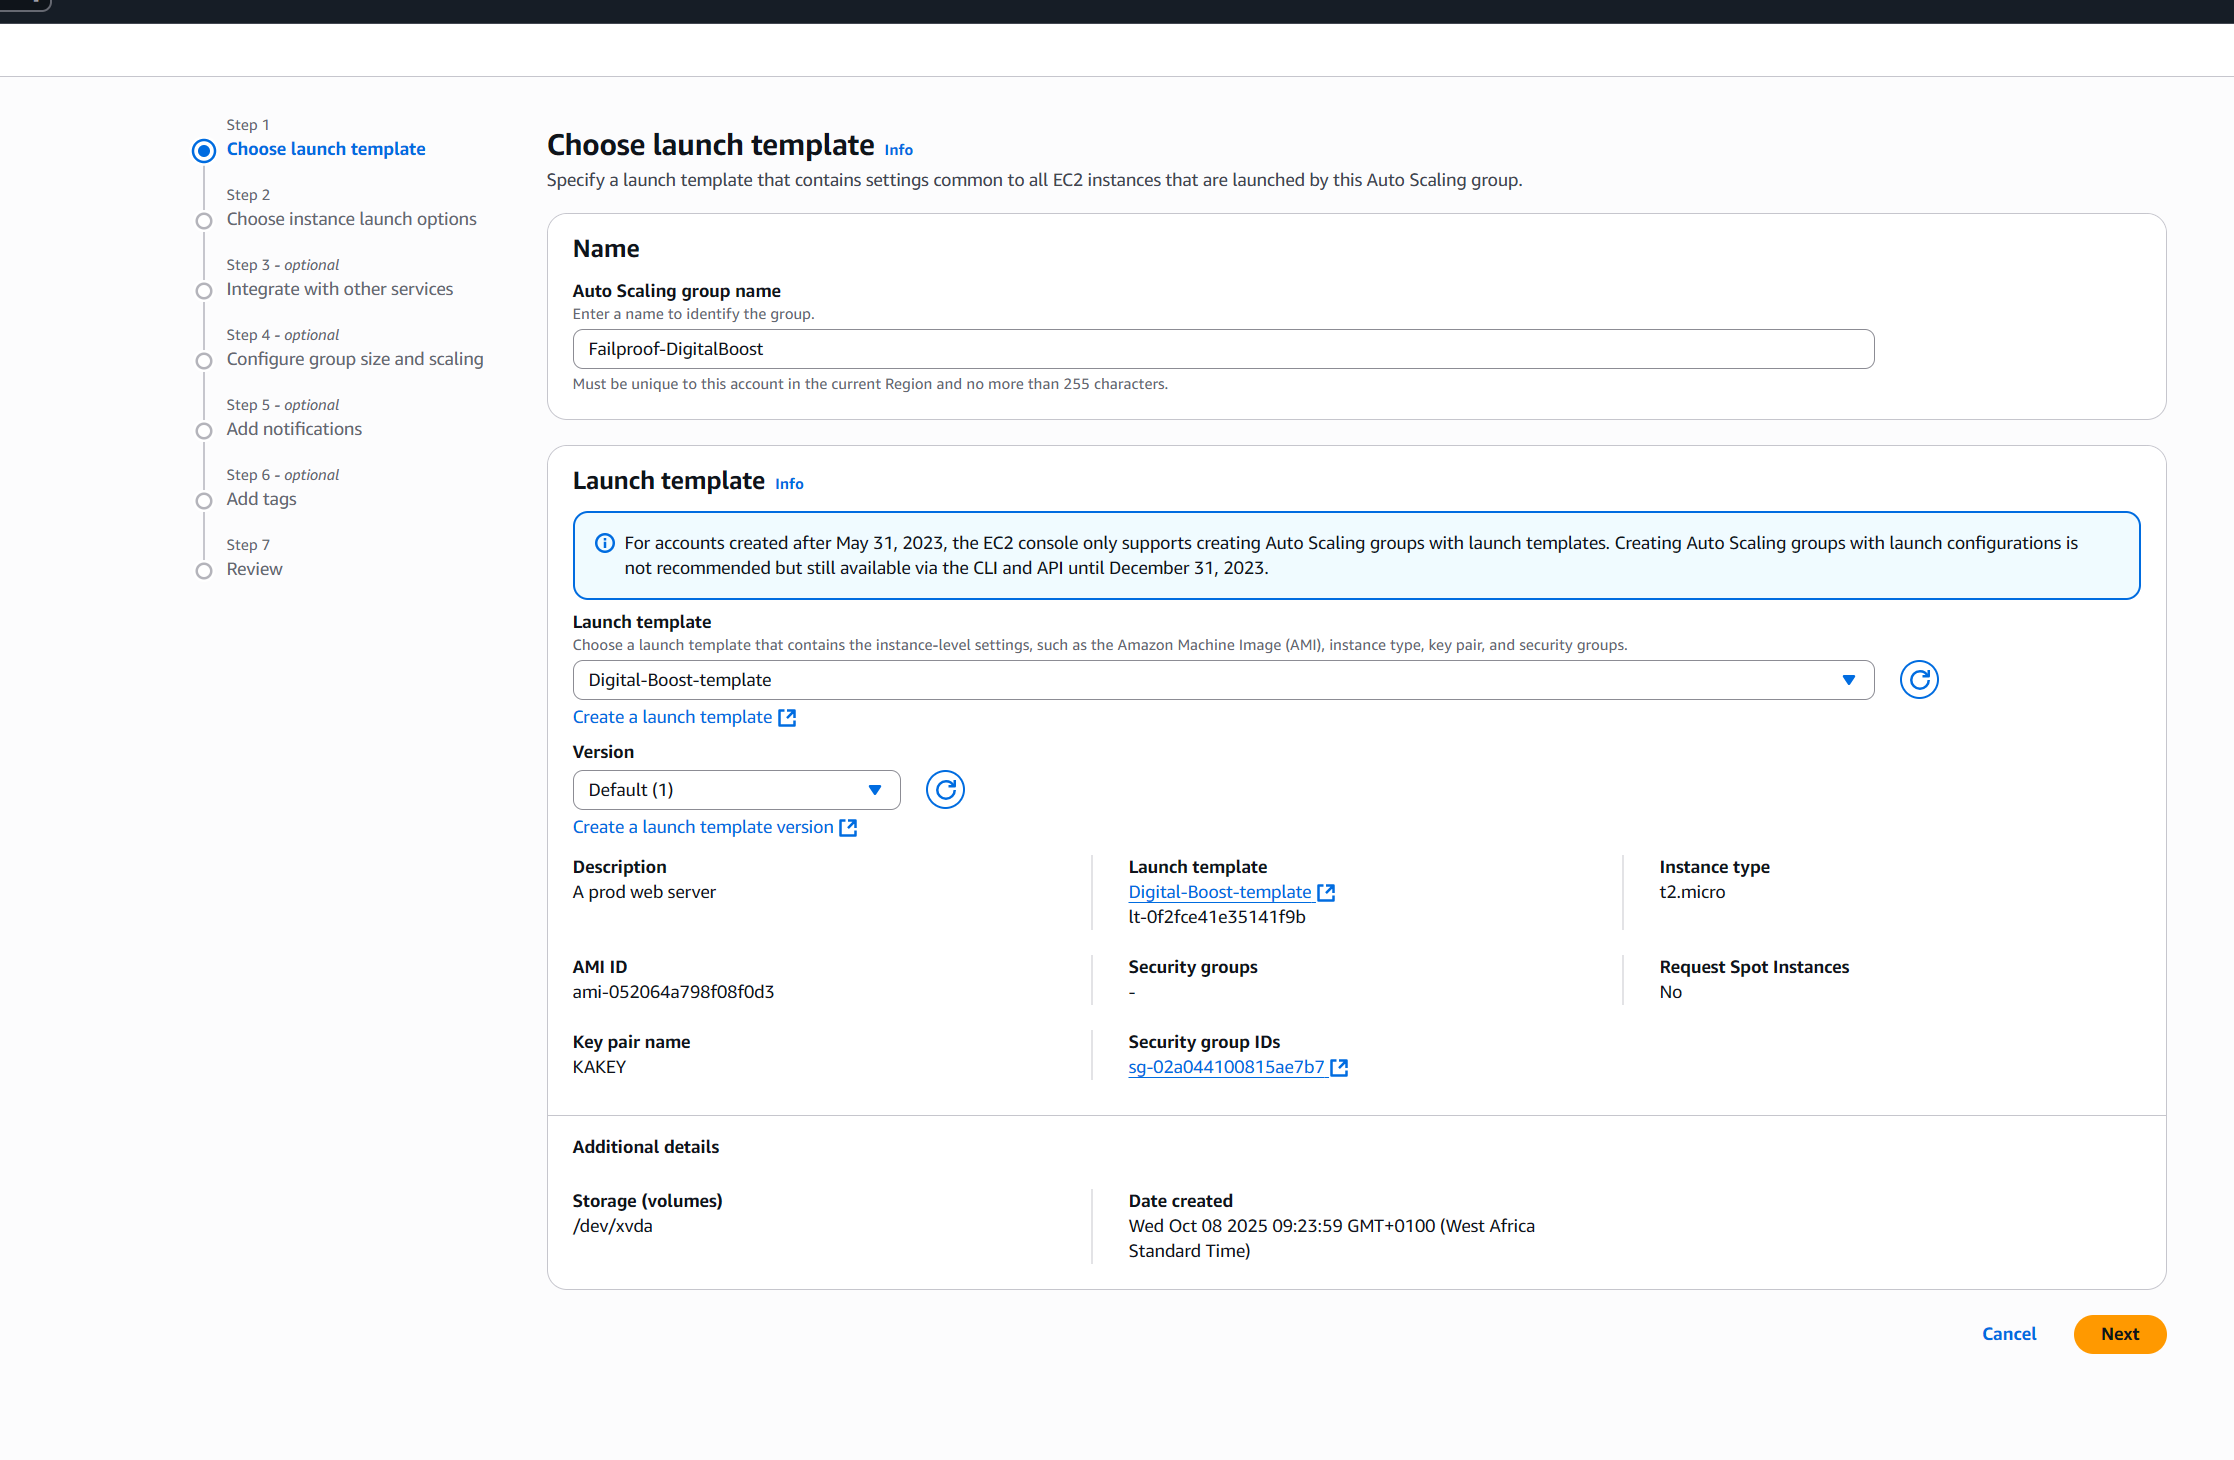 Step 1
Choose launch template
Step 2
Choose instance launch options
Step 3 - optional
Integrate with other services
Step 4 - optional
Configure group size and scaling
Step 5 - optional
Add notifications
Step 6 - optional
Add tags
Step 7
Review
Choose launch template Info
Specify a launch template that contains settings common to all EC2 instances that are launched by this Auto Scaling group.
Name
Auto Scaling group name
Enter a name to identify the group.
Failproof-DigitalBoost
Must be unique to this account in the current Region and no more than 255 characters.
Launch template Info
For accounts created after May 31, 2023, the EC2 console only supports creating Auto Scaling groups with launch templates. Creating Auto Scaling groups with launch configurations is
not recommended but still available via the CLI and API until December 31, 2023.
Launch template
Choose a launch template that contains the instance-level settings, such as the Amazon Machine Image (AMI), instance type, key pair, and security groups.
Digital-Boost-template
Create a launch template
Version
Default (1)
Create a launch template version
Description
A prod web server
Launch template
Digital-Boost-template
lt-0f2fce41e35141f9b
Instance type
t2.micro
AMI ID
ami-052064a798f08f0d3
Security groups
-
Request Spot Instances
No
Key pair name
KAKEY
Security group IDs
sg-02a044100815ae7b7
Additional details
Storage (volumes)
/dev/xvda
Date created
Wed Oct 08 2025 09:23:59 GMT+0100 (West Africa
Standard Time)
Cancel
Next